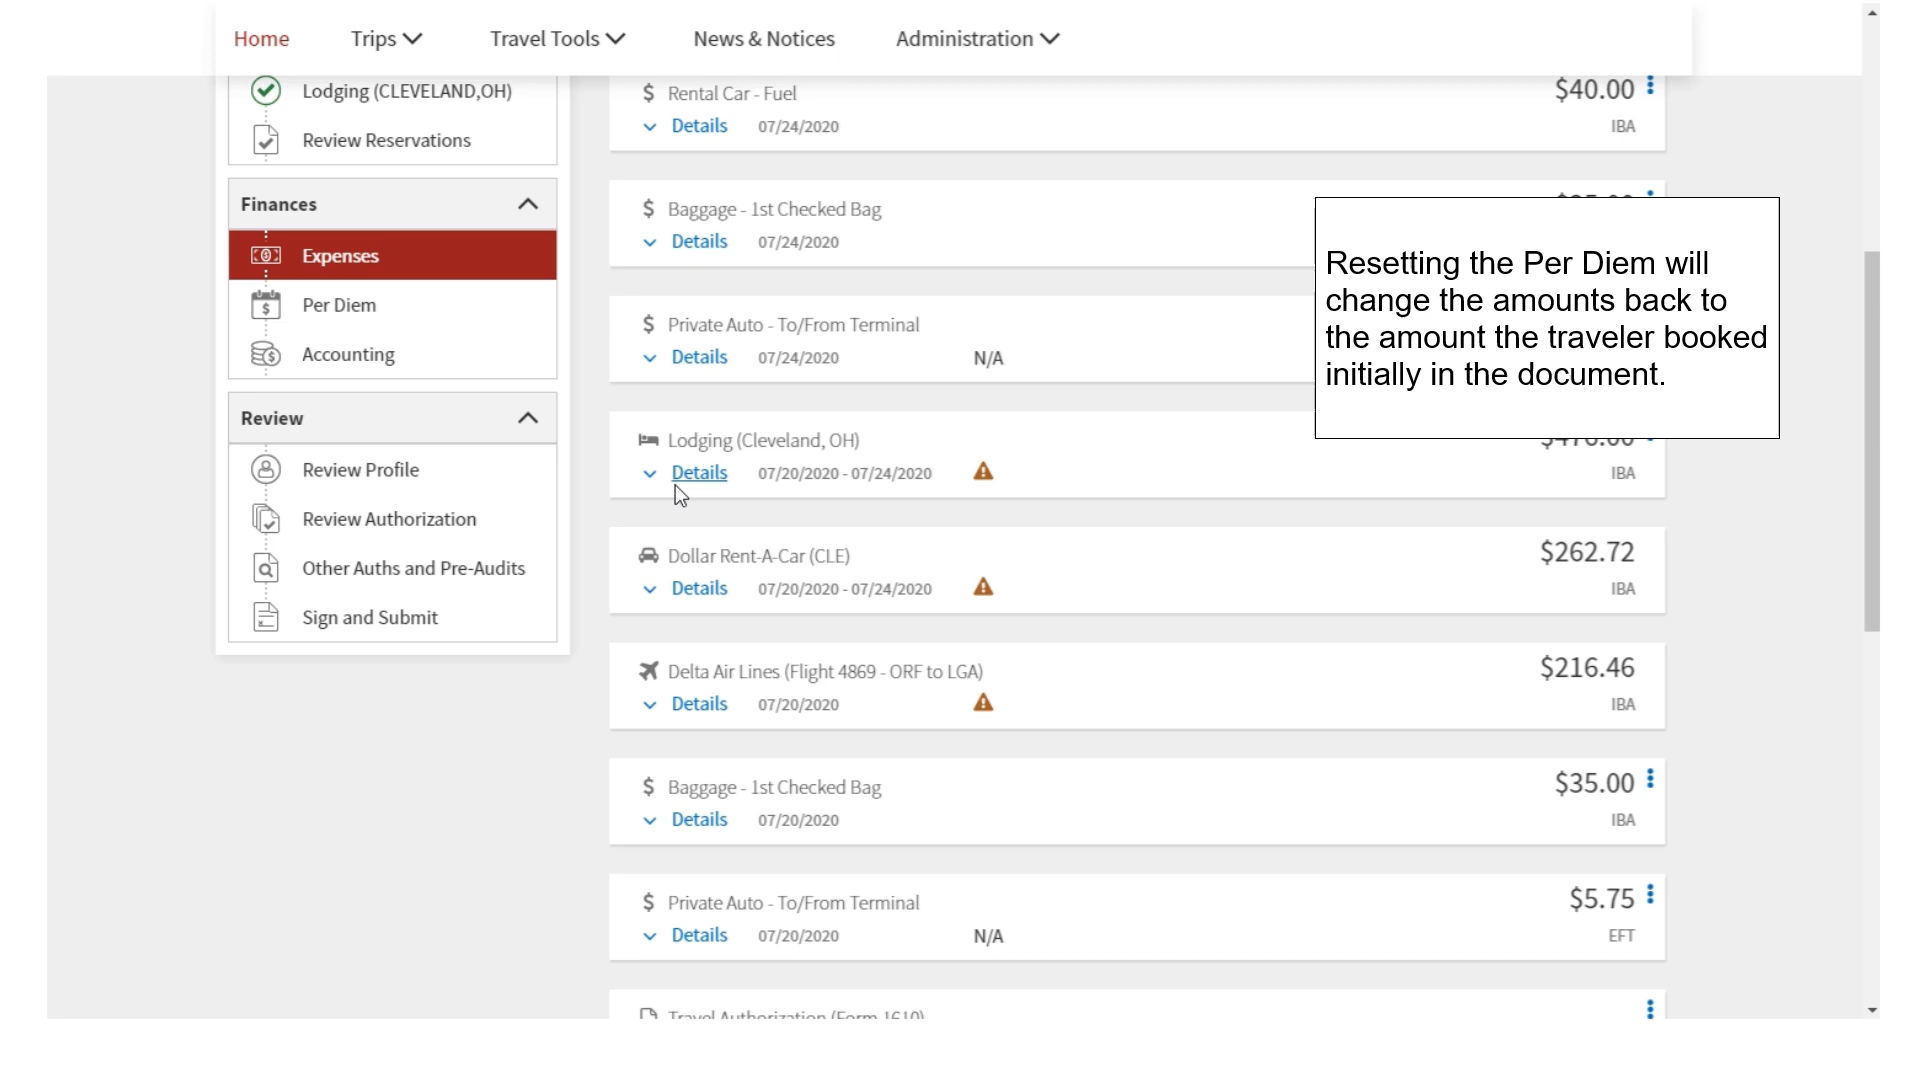 Home Trips Travel Tools News & Notices Administration
Lodging (CLEVELAND,OH)
Review Reservations
Finances
Expenses
Per Diem
Accounting
Review
Review Profile
Review Authorization
Other Auths and Pre-Audits
Sign and Submit
$ Rental Car - Fuel $40.00
Details 07/24/2020 IBA
$ Baggage - 1st Checked Bag
Details 07/24/2020
$ Private Auto - To/From Terminal
Details 07/24/2020 N/A
Resetting the Per Diem will
change the amounts back to
the amount the traveler booked
initially in the document.
Lodging (Cleveland, OH)
Details 07/20/2020 - 07/24/2020 IBA
Dollar Rent-A-Car (CLE) $262.72
Details 07/20/2020 - 07/24/2020 IBA
Delta Air Lines (Flight 4869 - ORF to LGA) $216.46
Details 07/20/2020 IBA
$ Baggage - 1st Checked Bag $35.00
Details 07/20/2020 IBA
$ Private Auto - To/From Terminal $5.75
Details 07/20/2020 N/A EFT
Travel Authorization (Form 1610)